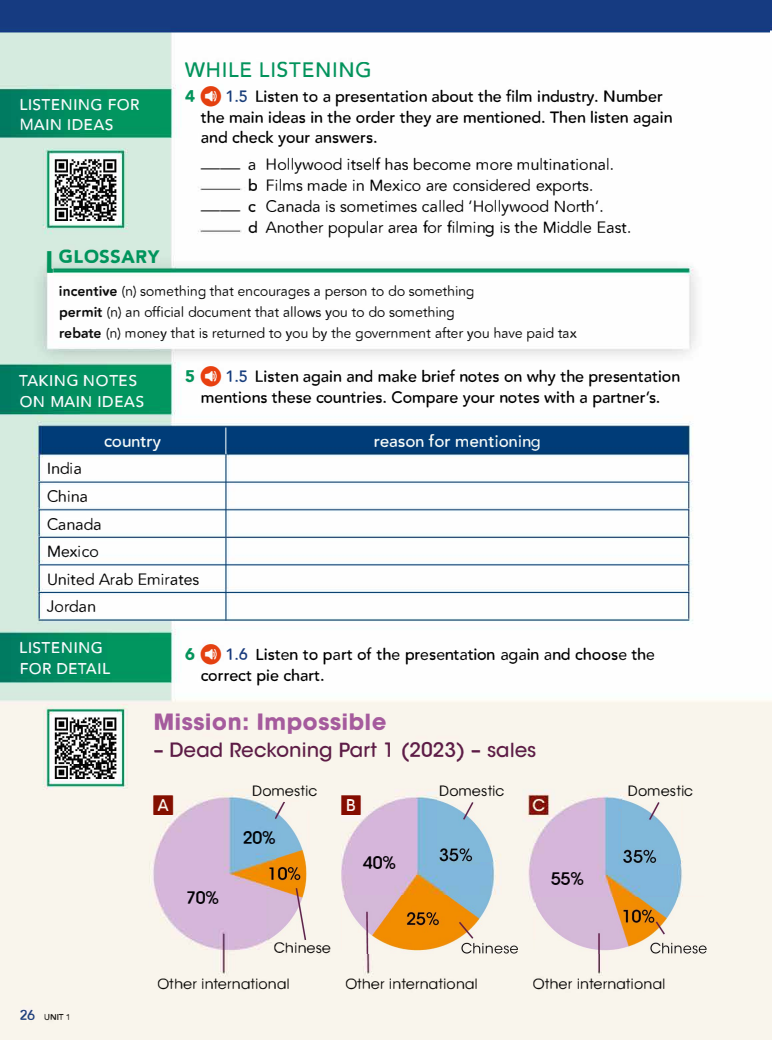 WHILE LISTENING
LISTENING FOR
MAIN IDEAS
4 1.5 Listen to a presentation about the film industry. Number
the main ideas in the order they are mentioned. Then listen again
and check your answers.
_____ a Hollywood itself has become more multinational.
_____ b Films made in Mexico are considered exports.
_____ c Canada is sometimes called ‘Hollywood North’.
_____ d Another popular area for filming is the Middle East.
GLOSSARY
incentive (n) something that encourages a person to do something
permit (n) an official document that allows you to do something
rebate (n) money that is returned to you by the government after you have paid tax
TAKING NOTES
ON MAIN IDEAS
5 1.5 Listen again and make brief notes on why the presentation
mentions these countries. Compare your notes with a partner’s.
country reason for mentioning
India
China
Canada
Mexico
United Arab Emirates
Jordan
LISTENING
FOR DETAIL
6 1.6 Listen to part of the presentation again and choose the
correct pie chart.
Mission: Impossible
– Dead Reckoning Part 1 (2023) – sales
A
Domestic
20%
10%
70%
Chinese
Other international
B
Domestic
35%
40%
25%
Chinese
Other international
C
Domestic
35%
55%
10%
Chinese
Other international
26 UNIT 1